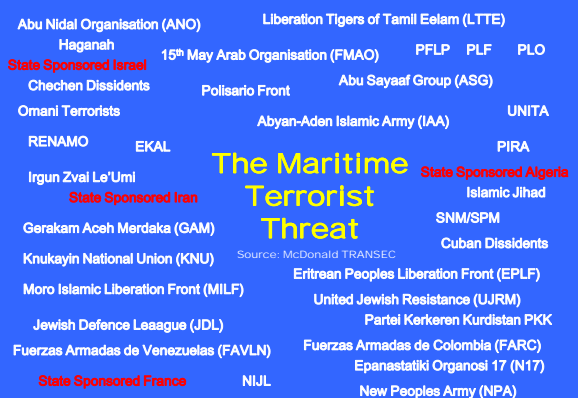 Abu Nidal Organisation (ANO)
Liberation Tigers of Tamil Eelam (LTTE)
Haganah
15th May Arab Organisation (FMAO)
PFLP
PLF
PLO
State Sponsored Israel
Chechen Dissidents
Polisario Front
Abu Sayaaf Group (ASG)
Omani Terrorists
UNITA
Abyan-Aden Islamic Army (IAA)
RENAMO
EKAL
PIRA
The Maritime
Terrorist
Threat
State Sponsored Algeria
Irgun Zvai Le'Umi
Islamic Jihad
State Sponsored Iran
SNM/SPM
Gerakam Aceh Merdaka (GAM)
Cuban Dissidents
Source: McDonald TRANSEC
Knukayin National Union (KNU)
Eritrean Peoples Liberation Front (EPLF)
Moro Islamic Liberation Front (MILF)
United Jewish Resistance (UJRM)
Partei Kerkeren Kurdistan PKK
Jewish Defence Leaague (JDL)
Fuerzas Armadas de Colombia (FARC)
Fuerzas Armadas de Venezuelas (FAVLN)
Epanastatiki Organosi 17 (N17)
State Sponsored France
NIJL
New Peoples Army (NPA)